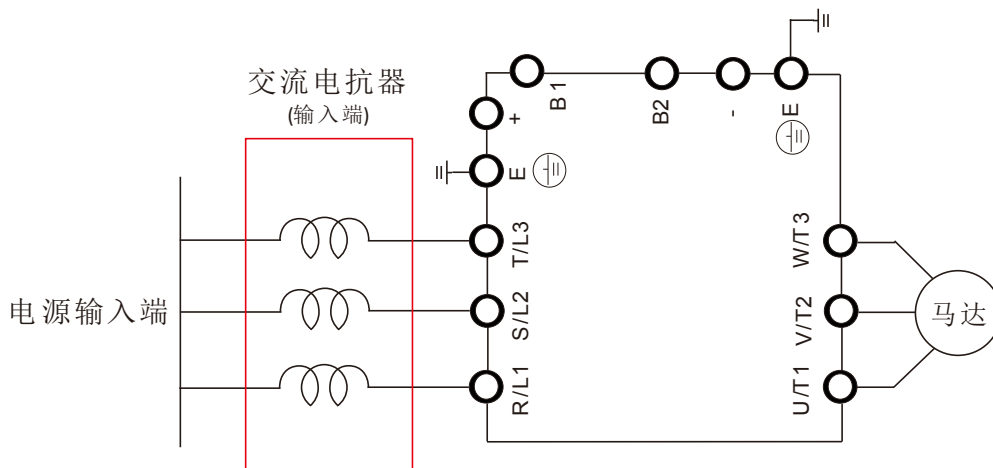 交流电抗器
(输入端)
B1
B2
-
E
+
E
T/L3
W/T3
电源输入端
S/L2
V/T2
马达
R/L1
U/T1